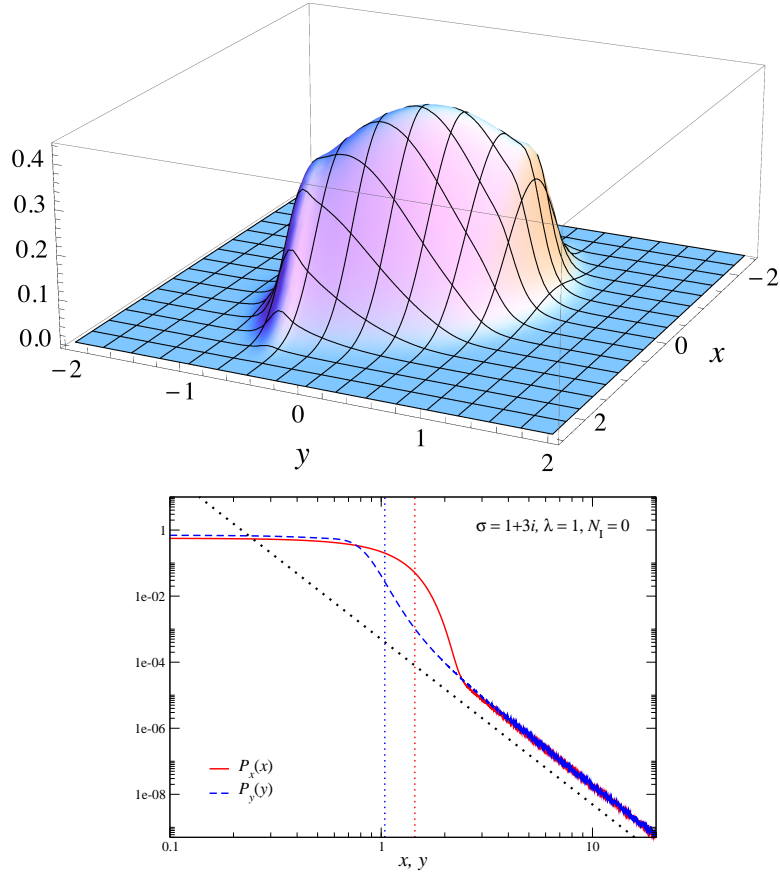 0.4
0.3
0.2
0.1
0.0
−2
−1
0
1
2
y
−2
0
2
x
σ = 1+3i, λ = 1, N_I = 0
1
1e-02
1e-04
1e-06
1e-08
P_x(x)
P_y(y)
0.1
1
10
x, y